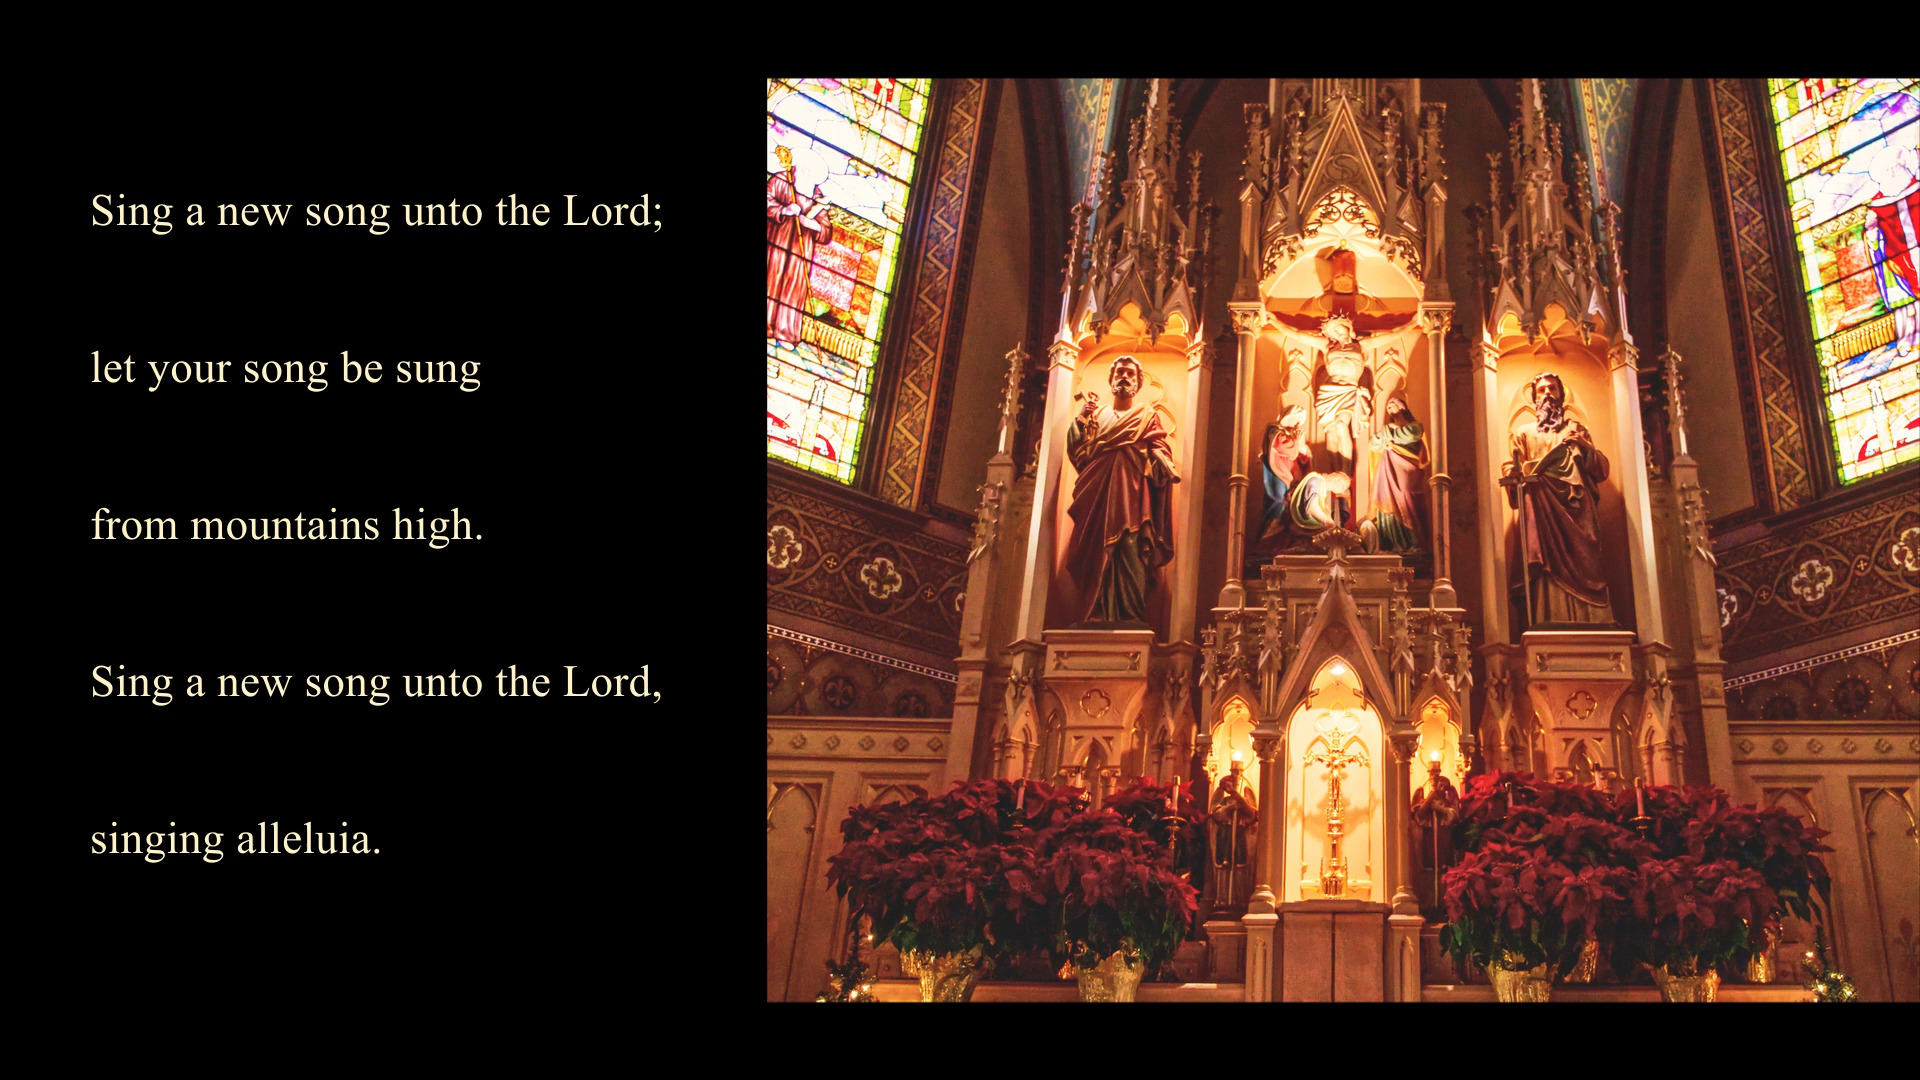 Sing a new song unto the Lord;
let your song be sung
from mountains high.
Sing a new song unto the Lord,
singing alleluia.